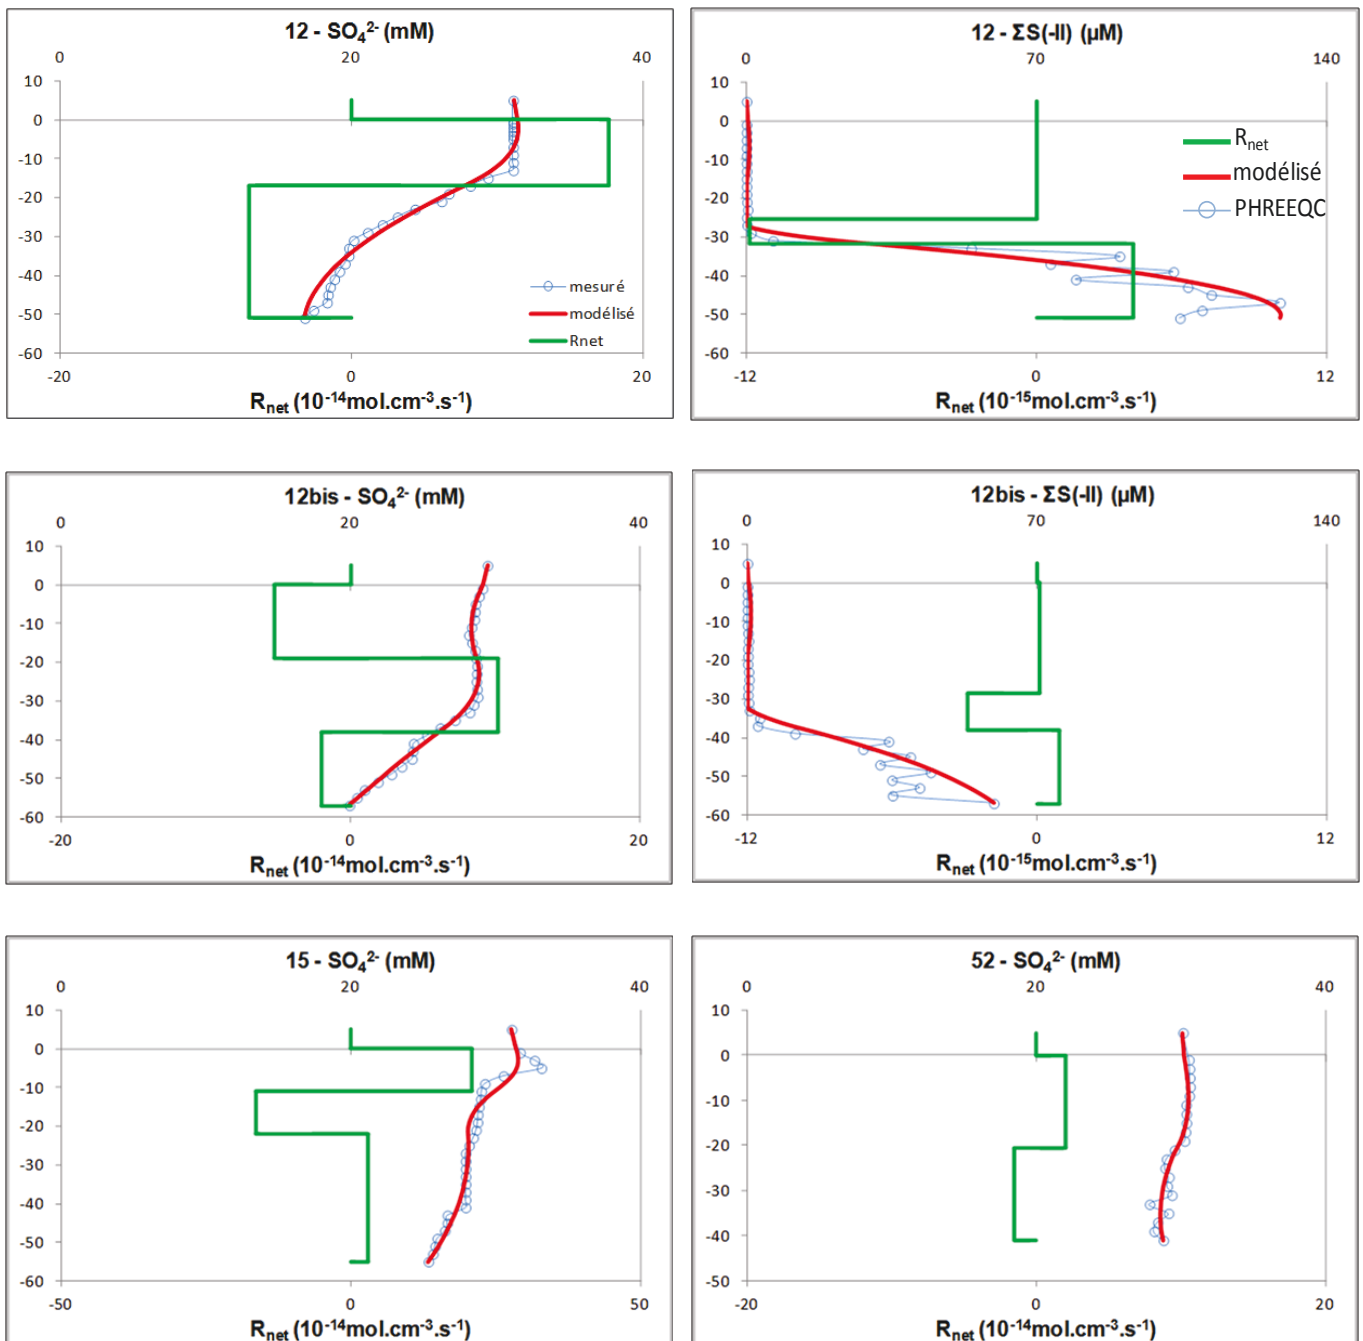 12 - SO₄²⁻ (mM)
0 20 40
10
0
-10
-20
-30
-40
-50
-60
mesuré
modélisé
Rnet
-20 0 20
Rnet (10⁻¹⁴mol.cm⁻³.s⁻¹)
12 - ΣS(-II) (µM)
0 70 140
10
0
-10
-20
-30
-40
-50
-60
Rnet
modélisé
PHREEQC
-12 0 12
Rnet (10⁻¹⁵mol.cm⁻³.s⁻¹)
12bis - SO₄²⁻ (mM)
0 20 40
10
0
-10
-20
-30
-40
-50
-60
-20 0 20
Rnet (10⁻¹⁴mol.cm⁻³.s⁻¹)
12bis - ΣS(-II) (µM)
0 70 140
10
0
-10
-20
-30
-40
-50
-60
-12 0 12
Rnet (10⁻¹⁵mol.cm⁻³.s⁻¹)
15 - SO₄²⁻ (mM)
0 20 40
10
0
-10
-20
-30
-40
-50
-60
-50 0 50
Rnet (10⁻¹⁴mol.cm⁻³.s⁻¹)
52 - SO₄²⁻ (mM)
0 20 40
10
0
-10
-20
-30
-40
-50
-20 0 20
Rnet (10⁻¹⁴mol.cm⁻³.s⁻¹)